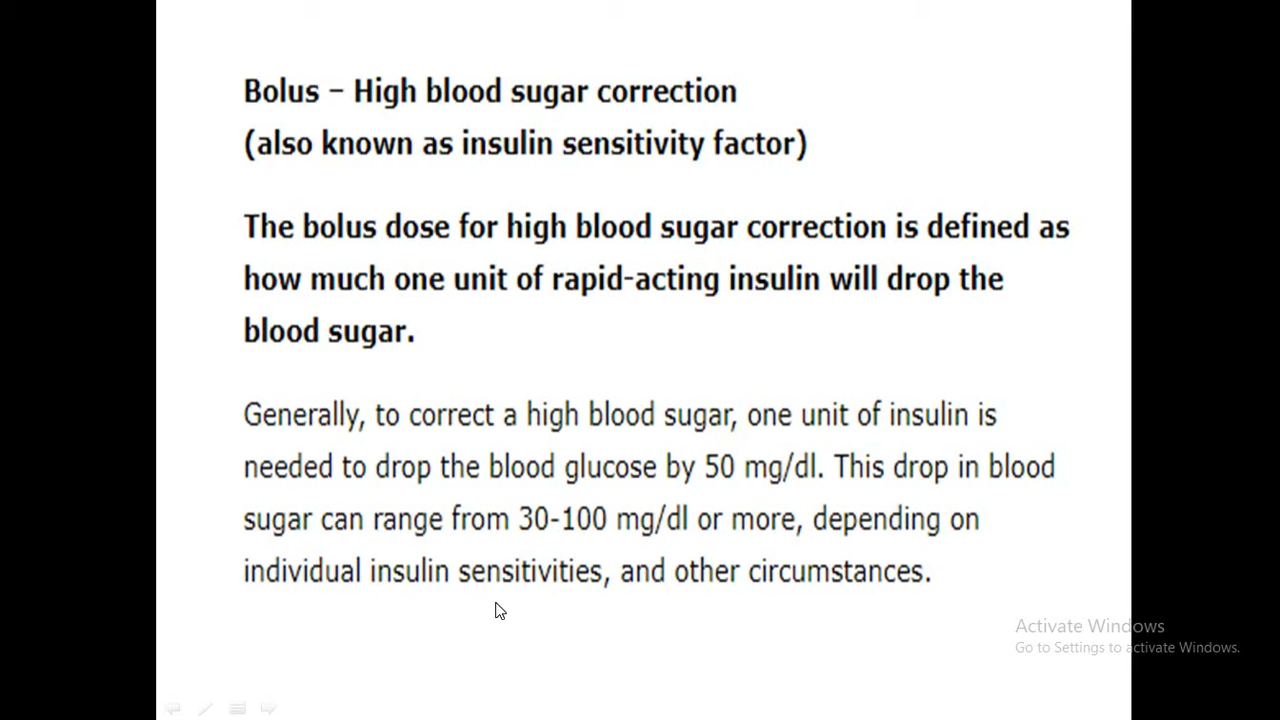 Bolus – High blood sugar correction
(also known as insulin sensitivity factor)
The bolus dose for high blood sugar correction is defined as
how much one unit of rapid-acting insulin will drop the
blood sugar.
Generally, to correct a high blood sugar, one unit of insulin is
needed to drop the blood glucose by 50 mg/dl. This drop in blood
sugar can range from 30-100 mg/dl or more, depending on
individual insulin sensitivities, and other circumstances.
Activate Windows
Go to Settings to activate Windows.